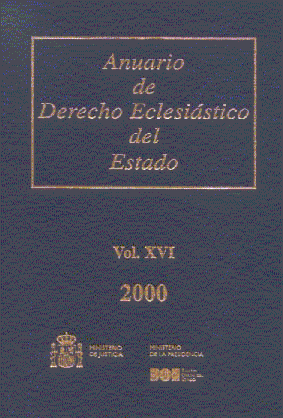 Anuario
de
Derecho Eclesiástico
del
Estado
Vol. XVI
2000
MINISTERIO
DE JUSTICIA
MINISTERIO
DE LA PRESIDENCIA
BOE